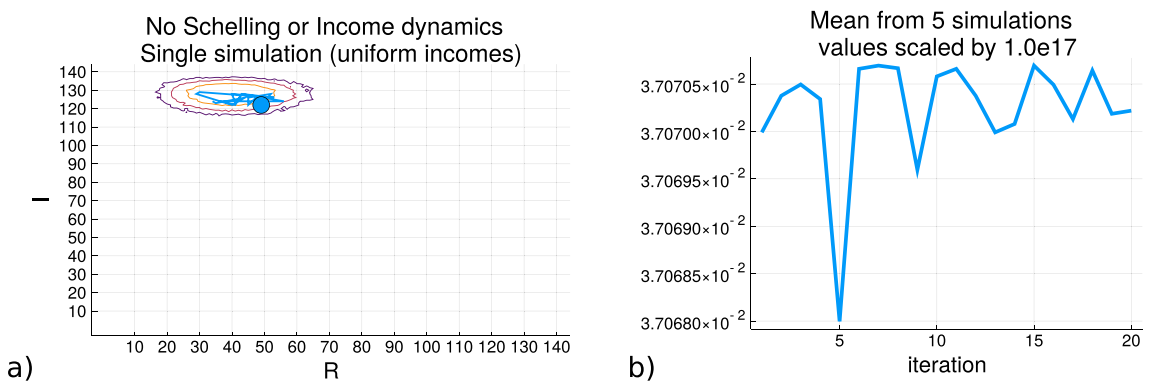 No Schelling or Income dynamics
Single simulation (uniform incomes)
140
130
120
110
100
90
80
70
60
50
40
30
20
10
I
10 20 30 40 50 60 70 80 90 100 110 120 130 140
R
a)
Mean from 5 simulations
values scaled by 1.0e17
3.70705×10⁻²
3.70700×10⁻²
3.70695×10⁻²
3.70690×10⁻²
3.70685×10⁻²
3.70680×10⁻²
5 10 15 20
iteration
b)